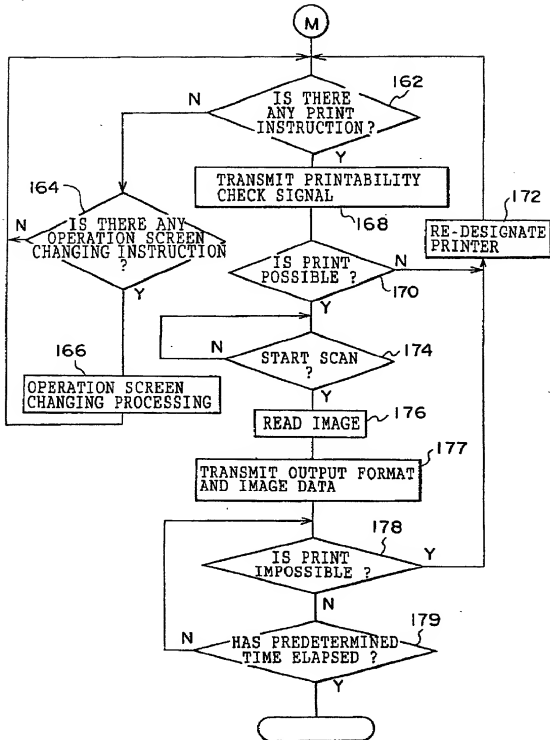 M
162
N
IS THERE
ANY PRINT
INSTRUCTION?
Y
164
TRANSMIT PRINTABILITY
CHECK SIGNAL
168
172
N
IS THERE ANY
OPERATION SCREEN
CHANGING INSTRUCTION
?
Y
RE-DESIGNATE
PRINTER
IS PRINT
POSSIBLE ?
N
170
Y
166
OPERATION SCREEN
CHANGING PROCESSING
N
START SCAN
?
174
Y
READ IMAGE
176
177
TRANSMIT OUTPUT FORMAT
AND IMAGE DATA
178
IS PRINT
IMPOSSIBLE ?
Y
N
179
N
HAS PREDETERMINED
TIME ELAPSED ?
Y